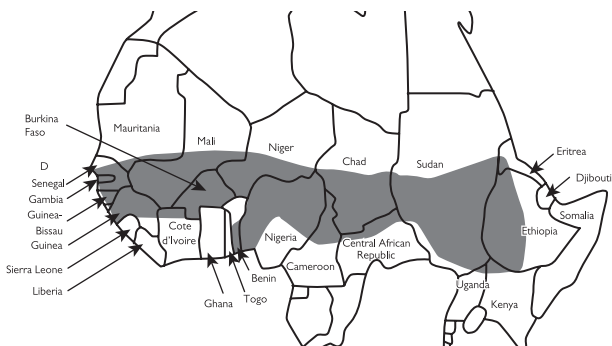 Burkina
Faso
Mauritania
Mali
Niger
Chad
Sudan
Eritrea
Djibouti
D
Senegal
Gambia
Guinea-
Bissau
Guinea
Sierra Leone
Liberia
Cote
d'Ivoire
Ghana
Togo
Benin
Nigeria
Cameroon
Central African
Republic
Uganda
Kenya
Ethiopia
Somalia